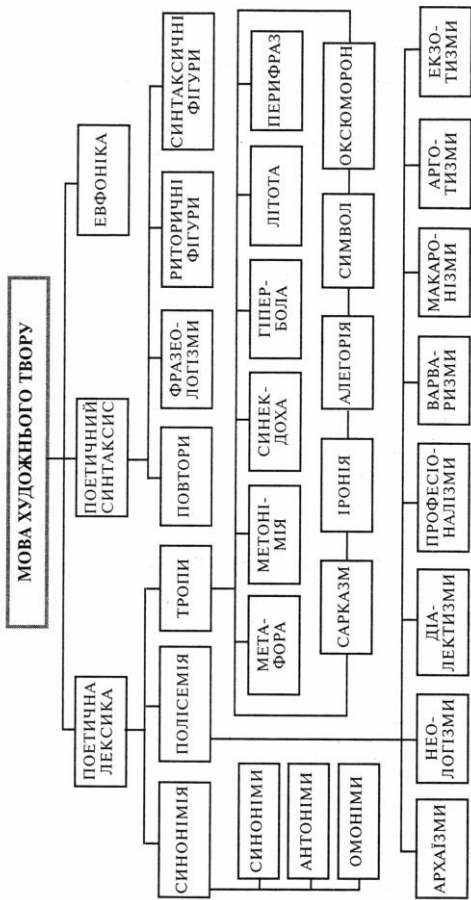 МОВА ХУДОЖНЬОГО ТВОРУ
ПОЕТИЧНА
ЛЕКСИКА
ПОЕТИЧНИЙ
СИНТАКСИС
ЕВФОНІКА
СИНОНІМІЯ
ПОЛІСЕМІЯ
ТРОПИ
ПОВТОРИ
ФРАЗЕО-
ЛОГІЗМИ
РИТОРИЧНІ
ФІГУРИ
СИНТАКСИЧНІ
ФІГУРИ
СИНОНІМИ
АНТОНІМИ
ОМОНІМИ
МЕТА-
ФОРА
МЕТОНІ-
МІЯ
СИНЕК-
ДОХА
ГІПЕР-
БОЛА
ЛІТОТА
ПЕРИФРАЗ
САРКАЗМ
ІРОНІЯ
АЛЕГОРІЯ
СИМВОЛ
ОКСЮМОРОН
АРХАЇЗМИ
НЕО-
ЛОГІЗМИ
ДІА-
ЛЕКТИЗМИ
ПРОФЕСІО-
НАЛІЗМИ
ВАРВА-
РИЗМИ
МАКАРО-
НІЗМИ
АРГО-
ТИЗМИ
ЕКЗО-
ТИЗМИ